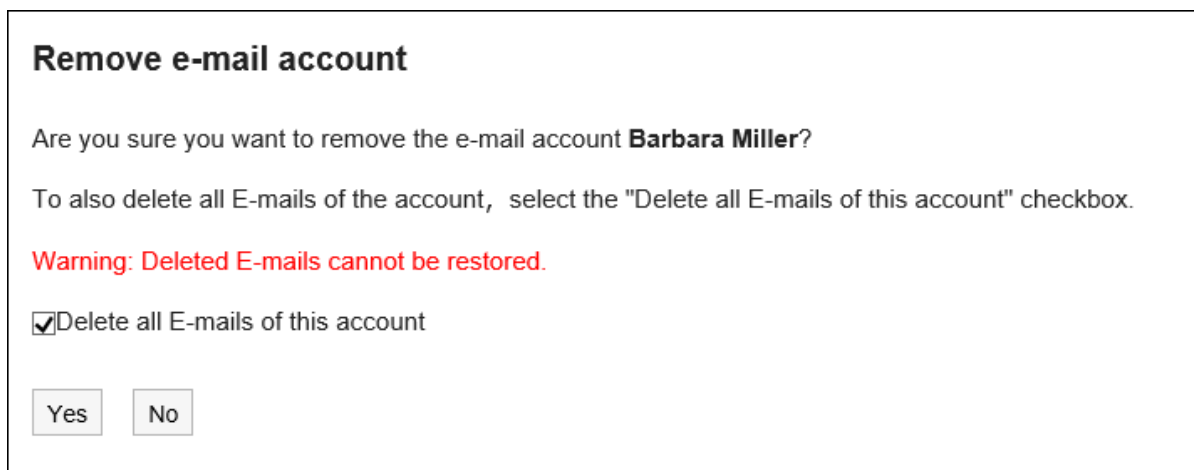 Remove e-mail account
Are you sure you want to remove the e-mail account Barbara Miller?
To also delete all E-mails of the account，select the "Delete all E-mails of this account" checkbox.
Warning: Deleted E-mails cannot be restored.
Delete all E-mails of this account
Yes No